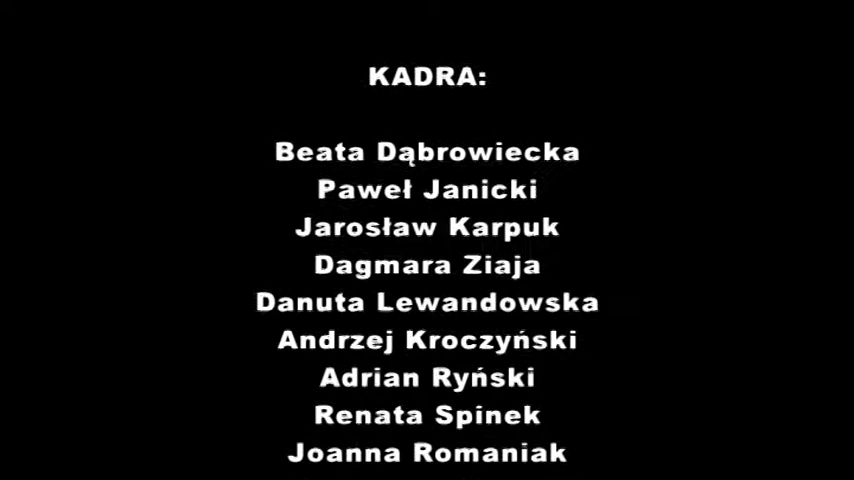 KADRA:
Beata Dąbrowiecka
Paweł Janicki
Jarosław Karpuk
Dagmara Ziaja
Danuta Lewandowska
Andrzej Kroczyński
Adrian Ryński
Renata Spinek
Joanna Romaniak